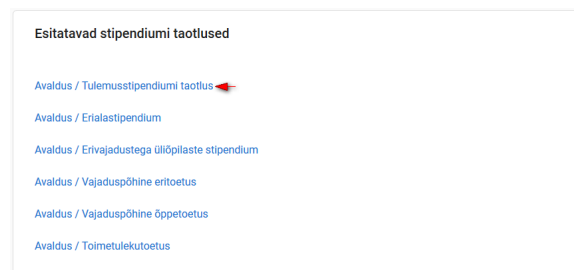 Esitatavad stipendiumi taotlused
Avaldus / Tulemusstipendiumi taotlus
Avaldus / Erialastipendium
Avaldus / Erivajadustega üliõpilaste stipendium
Avaldus / Vajaduspõhine eritoetus
Avaldus / Vajaduspõhine õppetoetus
Avaldus / Toimetulekutoetus